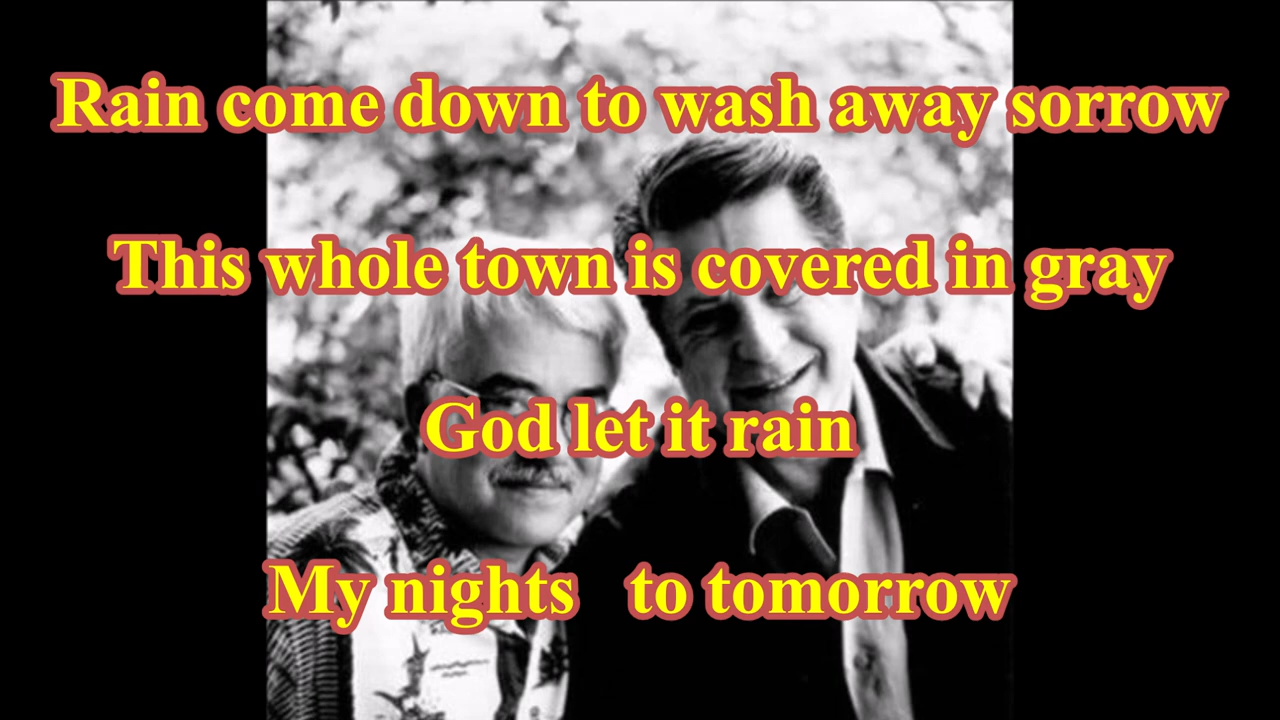 Rain come down to wash away sorrow
This whole town is covered in gray
God let it rain
My nights to tomorrow